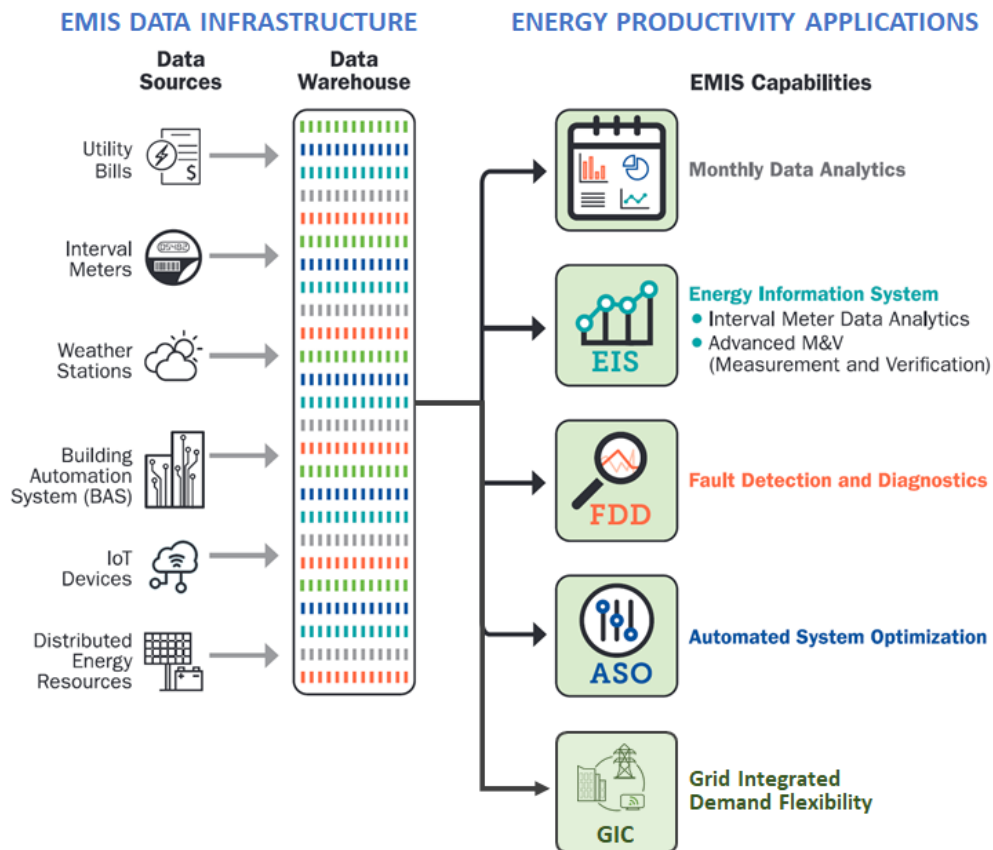 EMIS DATA INFRASTRUCTURE
ENERGY PRODUCTIVITY APPLICATIONS
Data
Sources
Data
Warehouse
EMIS Capabilities
Utility
Bills
$
Interval
Meters
05482
Weather
Stations
Building
Automation
System (BAS)
IoT
Devices
Distributed
Energy
Resources
Monthly Data Analytics
EIS
Energy Information System
• Interval Meter Data Analytics
• Advanced M&V
(Measurement and Verification)
FDD
Fault Detection and Diagnostics
ASO
Automated System Optimization
GIC
Grid Integrated
Demand Flexibility